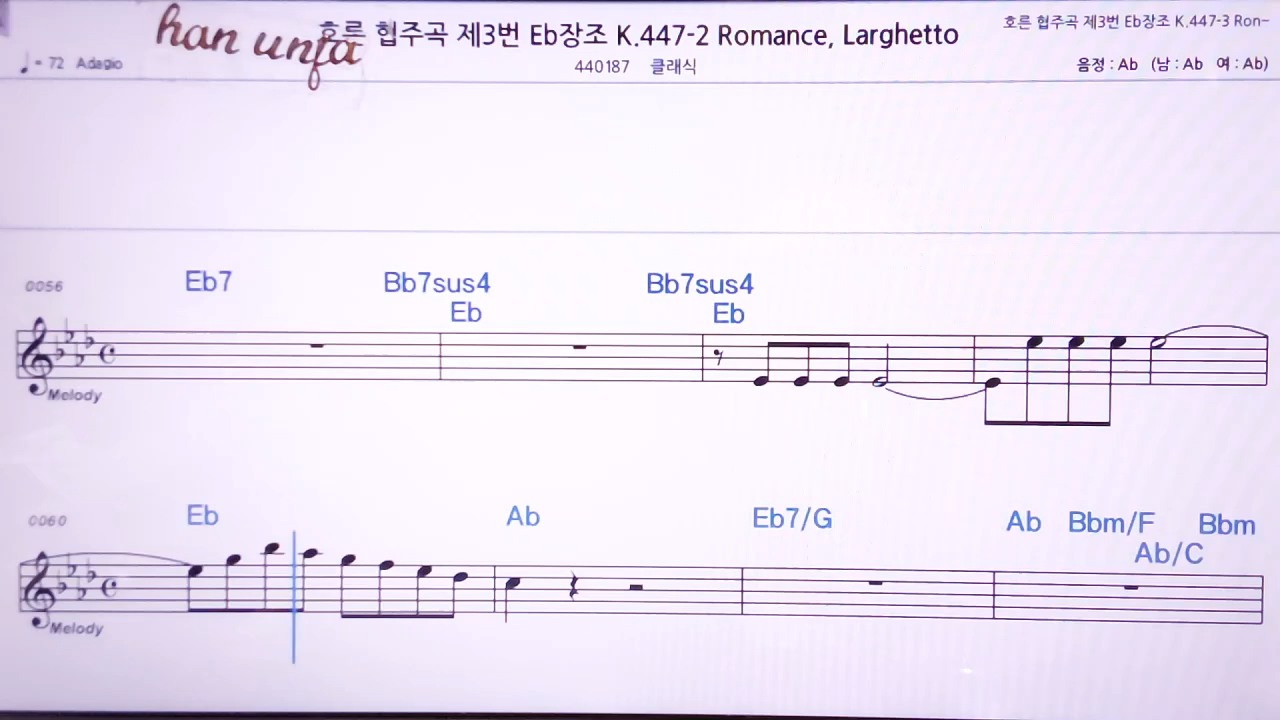 han unfa
호른 협주곡 제3번 Eb장조 K.447-2 Romance, Larghetto
호른 협주곡 제3번 Eb장조 K.447-3 Ron~
♩ = 72 Adagio
440187 클래식
음정 : Ab (남 : Ab 여 : Ab)
0056
Eb7 Bb7sus4 Bb7sus4
Eb Eb
Melody
0060
Eb Ab Eb7/G Ab Bbm/F Bbm
Ab/C
Melody